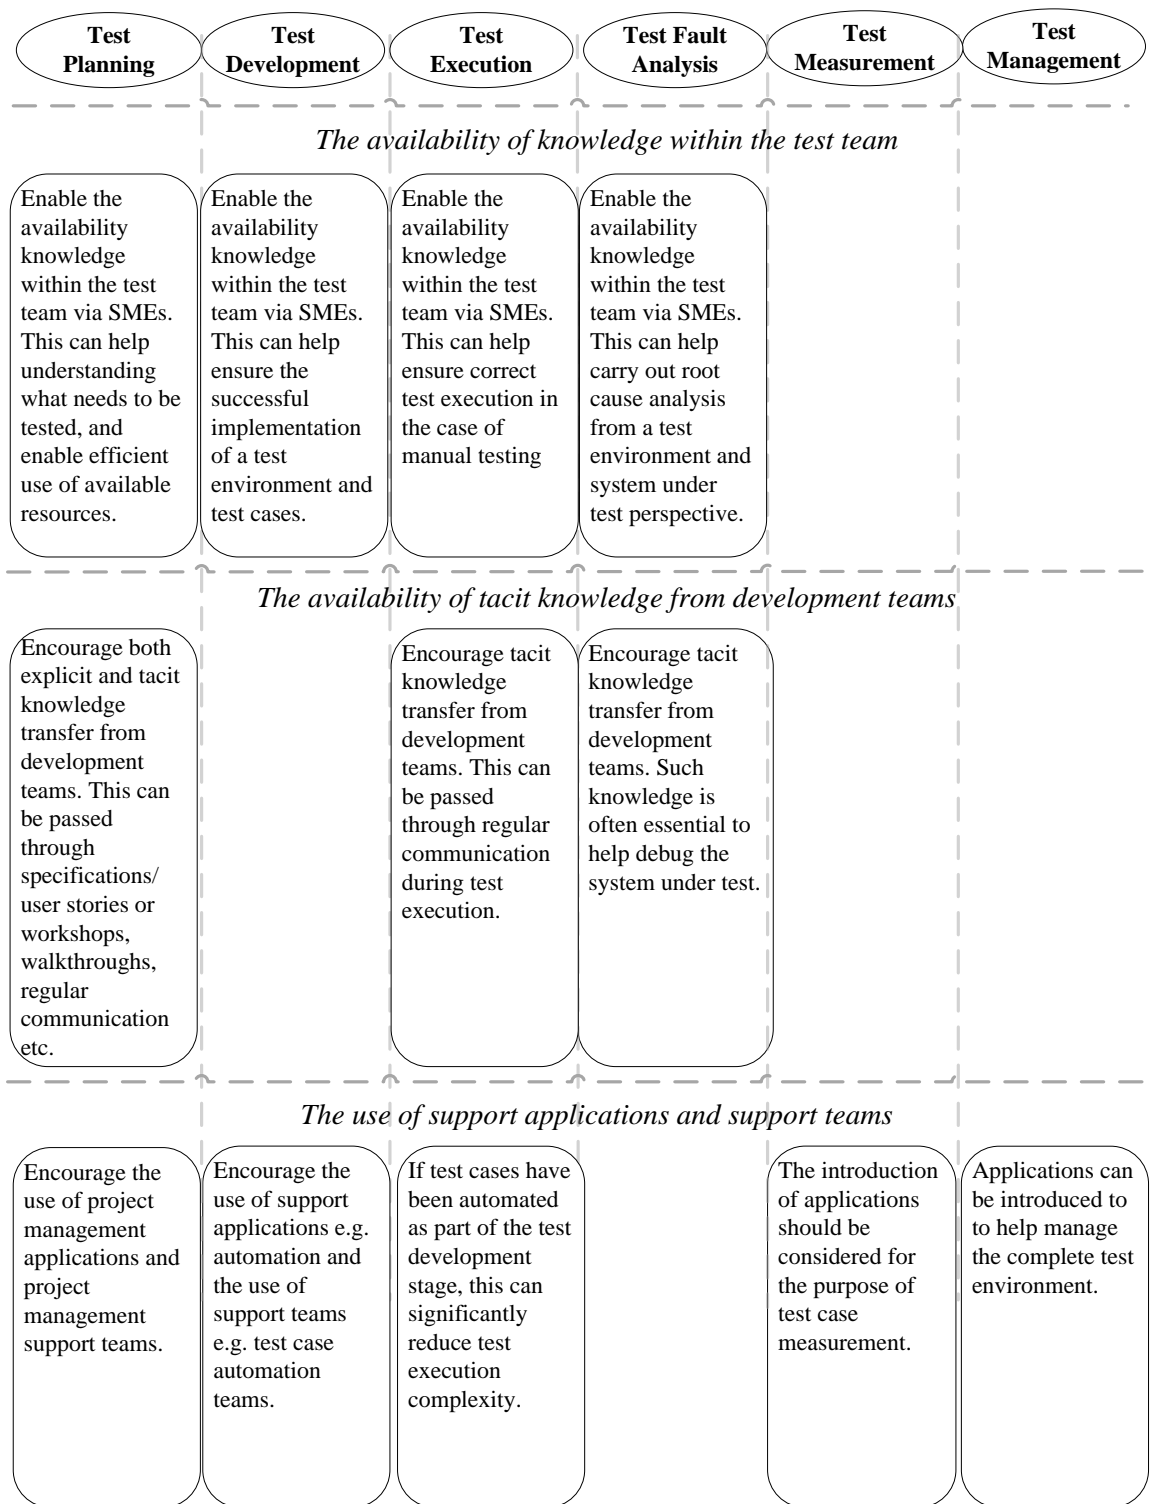 Test
Planning
Test
Development
Test
Execution
Test Fault
Analysis
Test
Measurement
Test
Management
The availability of knowledge within the test team
Enable the
availability
knowledge
within the test
team via SMEs.
This can help
understanding
what needs to be
tested, and
enable efficient
use of available
resources.
Enable the
availability
knowledge
within the test
team via SMEs.
This can help
ensure the
successful
implementation
of a test
environment and
test cases.
Enable the
availability
knowledge
within the test
team via SMEs.
This can help
ensure correct
test execution in
the case of
manual testing
Enable the
availability
knowledge
within the test
team via SMEs.
This can help
carry out root
cause analysis
from a test
environment and
system under
test perspective.
The availability of tacit knowledge from development teams
Encourage both
explicit and tacit
knowledge
transfer from
development
teams. This can
be passed
through
specifications/
user stories or
workshops,
walkthroughs,
regular
communication
etc.
Encourage tacit
knowledge
transfer from
development
teams. This can
be passed
through regular
communication
during test
execution.
Encourage tacit
knowledge
transfer from
development
teams. Such
knowledge is
often essential to
help debug the
system under test.
The use of support applications and support teams
Encourage the
use of project
management
applications and
project
management
support teams.
Encourage the
use of support
applications e.g.
automation and
the use of
support teams
e.g. test case
automation
teams.
If test cases have
been automated
as part of the test
development
stage, this can
significantly
reduce test
execution
complexity.
The introduction
of applications
should be
considered for
the purpose of
test case
measurement.
Applications can
be introduced to
to help manage
the complete test
environment.